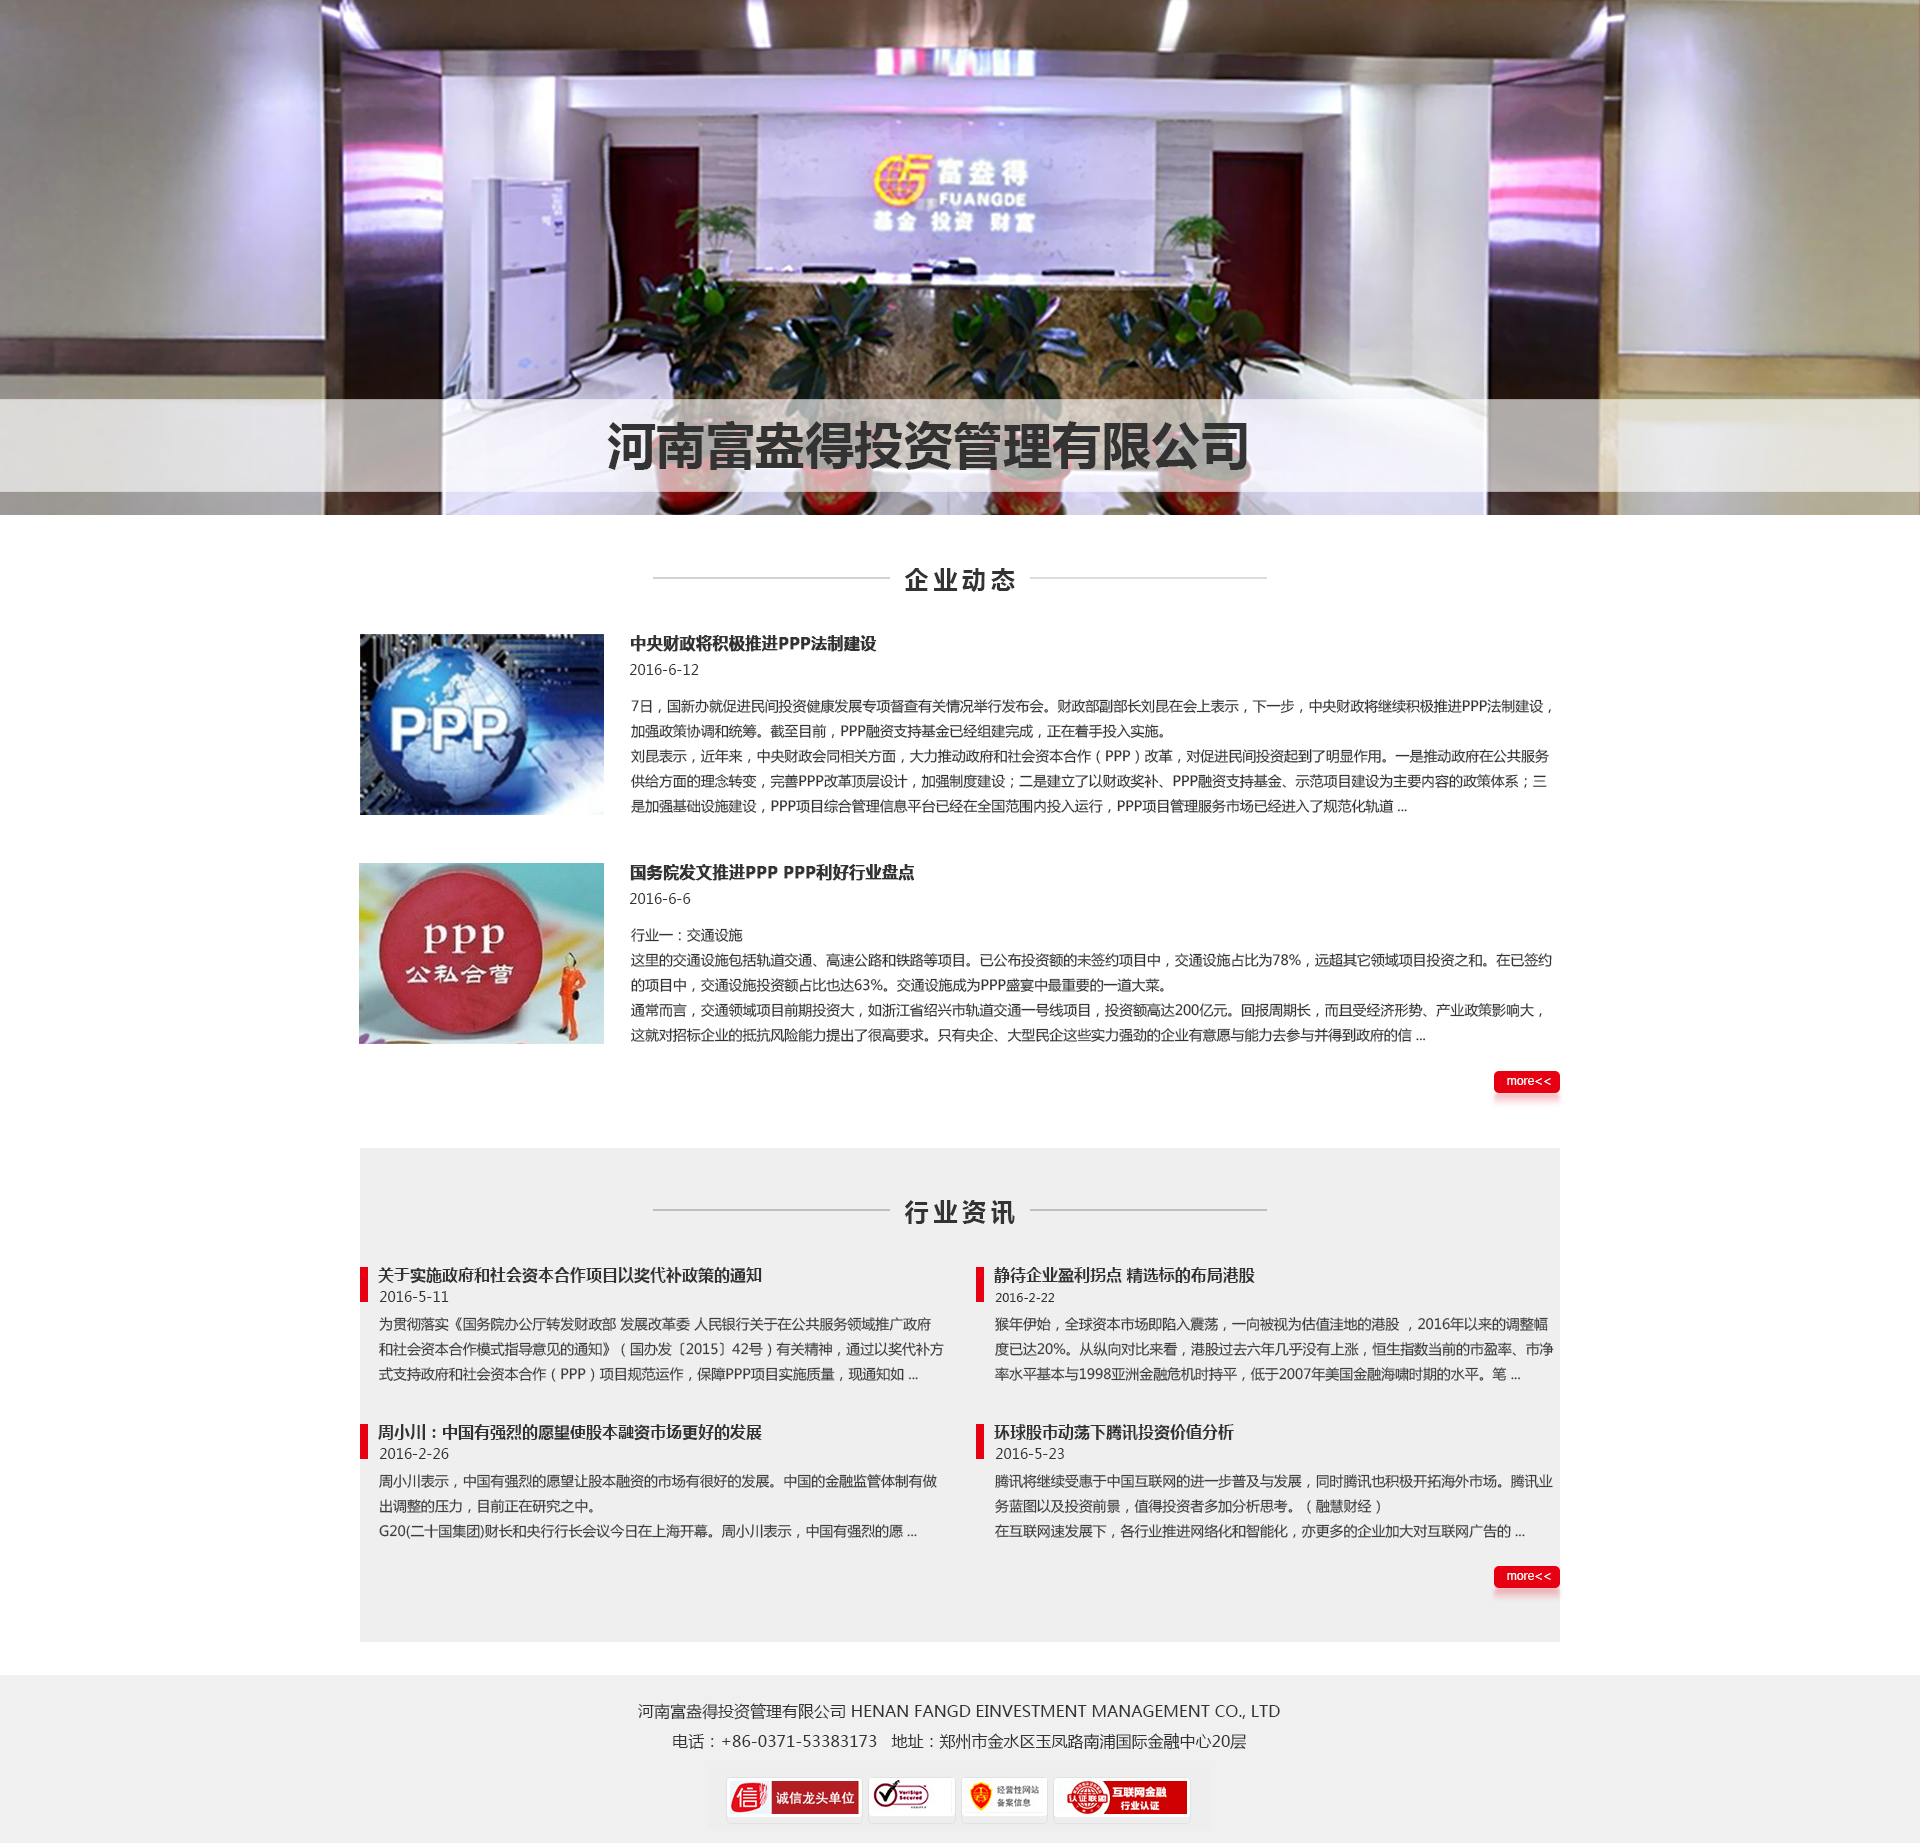 富盎得
FUANGDE
基金 投资 财富
河南富盎得投资管理有限公司
企业动态
PPP
中央财政将积极推进PPP法制建设
2016-6-12
7日，国新办就促进民间投资健康发展专项督查有关情况举行发布会。财政部副部长刘昆在会上表示，下一步，中央财政将继续积极推进PPP法制建设，
加强政策协调和统筹。截至目前，PPP融资支持基金已经组建完成，正在着手投入实施。
刘昆表示，近年来，中央财政会同相关方面，大力推动政府和社会资本合作（PPP）改革，对促进民间投资起到了明显作用。一是推动政府在公共服务
供给方面的理念转变，完善PPP改革顶层设计，加强制度建设；二是建立了以财政奖补、PPP融资支持基金、示范项目建设为主要内容的政策体系；三
是加强基础设施建设，PPP项目综合管理信息平台已经在全国范围内投入运行，PPP项目管理服务市场已经进入了规范化轨道 ...
ppp
公私合营
国务院发文推进PPP PPP利好行业盘点
2016-6-6
行业一：交通设施
这里的交通设施包括轨道交通、高速公路和铁路等项目。已公布投资额的未签约项目中，交通设施占比为78%，远超其它领域项目投资之和。在已签约
的项目中，交通设施投资额占比也达63%。交通设施成为PPP盛宴中最重要的一道大菜。
通常而言，交通领域项目前期投资大，如浙江省绍兴市轨道交通一号线项目，投资额高达200亿元。回报周期长，而且受经济形势、产业政策影响大，
这就对招标企业的抵抗风险能力提出了很高要求。只有央企、大型民企这些实力强劲的企业有意愿与能力去参与并得到政府的信 ...
more<<
行业资讯
关于实施政府和社会资本合作项目以奖代补政策的通知
2016-5-11
为贯彻落实《国务院办公厅转发财政部 发展改革委 人民银行关于在公共服务领域推广政府
和社会资本合作模式指导意见的通知》（国办发〔2015〕42号）有关精神，通过以奖代补方
式支持政府和社会资本合作（PPP）项目规范运作，保障PPP项目实施质量，现通知如 ...
静待企业盈利拐点 精选标的布局港股
2016-2-22
猴年伊始，全球资本市场即陷入震荡，一向被视为估值洼地的港股 ，2016年以来的调整幅
度已达20%。从纵向对比来看，港股过去六年几乎没有上涨，恒生指数当前的市盈率、市净
率水平基本与1998亚洲金融危机时持平，低于2007年美国金融海啸时期的水平。笔 ...
周小川：中国有强烈的愿望使股本融资市场更好的发展
2016-2-26
周小川表示，中国有强烈的愿望让股本融资的市场有很好的发展。中国的金融监管体制有做
出调整的压力，目前正在研究之中。
G20(二十国集团)财长和央行行长会议今日在上海开幕。周小川表示，中国有强烈的愿 ...
环球股市动荡下腾讯投资价值分析
2016-5-23
腾讯将继续受惠于中国互联网的进一步普及与发展，同时腾讯也积极开拓海外市场。腾讯业
务蓝图以及投资前景，值得投资者多加分析思考。（融慧财经）
在互联网速发展下，各行业推进网络化和智能化，亦更多的企业加大对互联网广告的 ...
more<<
河南富盎得投资管理有限公司 HENAN FANGD EINVESTMENT MANAGEMENT CO., LTD
电话：+86-0371-53383173 地址：郑州市金水区玉凤路南浦国际金融中心20层
信 诚信龙头单位
VeriSign
Secured
经营性网站
备案信息
认证联盟
互联网金融
行业认证